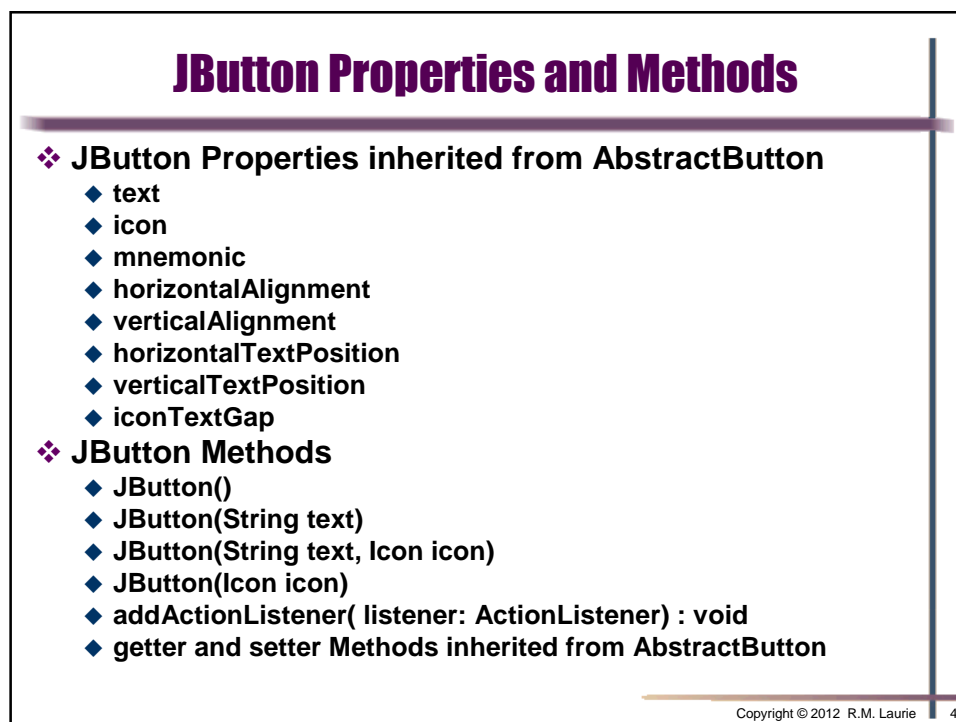 JButton Properties and Methods
JButton Properties inherited from AbstractButton
text
icon
mnemonic
horizontalAlignment
verticalAlignment
horizontalTextPosition
verticalTextPosition
iconTextGap
JButton Methods
JButton()
JButton(String text)
JButton(String text, Icon icon)
JButton(Icon icon)
addActionListener( listener: ActionListener) : void
getter and setter Methods inherited from AbstractButton
Copyright © 2012 R.M. Laurie 4